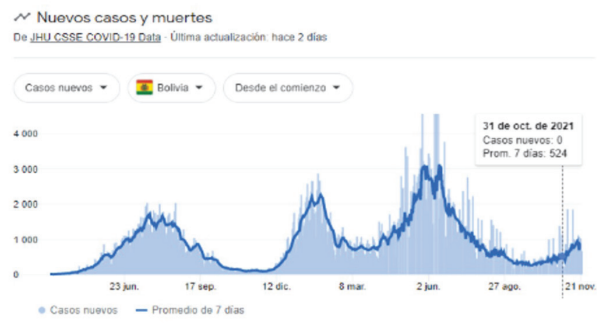 Nuevos casos y muertes
De JHU CSSE COVID-19 Data · Última actualización: hace 2 días
Casos nuevos
Bolivia
Desde el comienzo
31 de oct. de 2021
Casos nuevos: 0
Prom. 7 días: 524
4 000
3 000
2 000
1 000
0
23 jun.
17 sep.
12 dic.
8 mar.
2 jun.
27 ago.
21 nov.
Casos nuevos
Promedio de 7 días